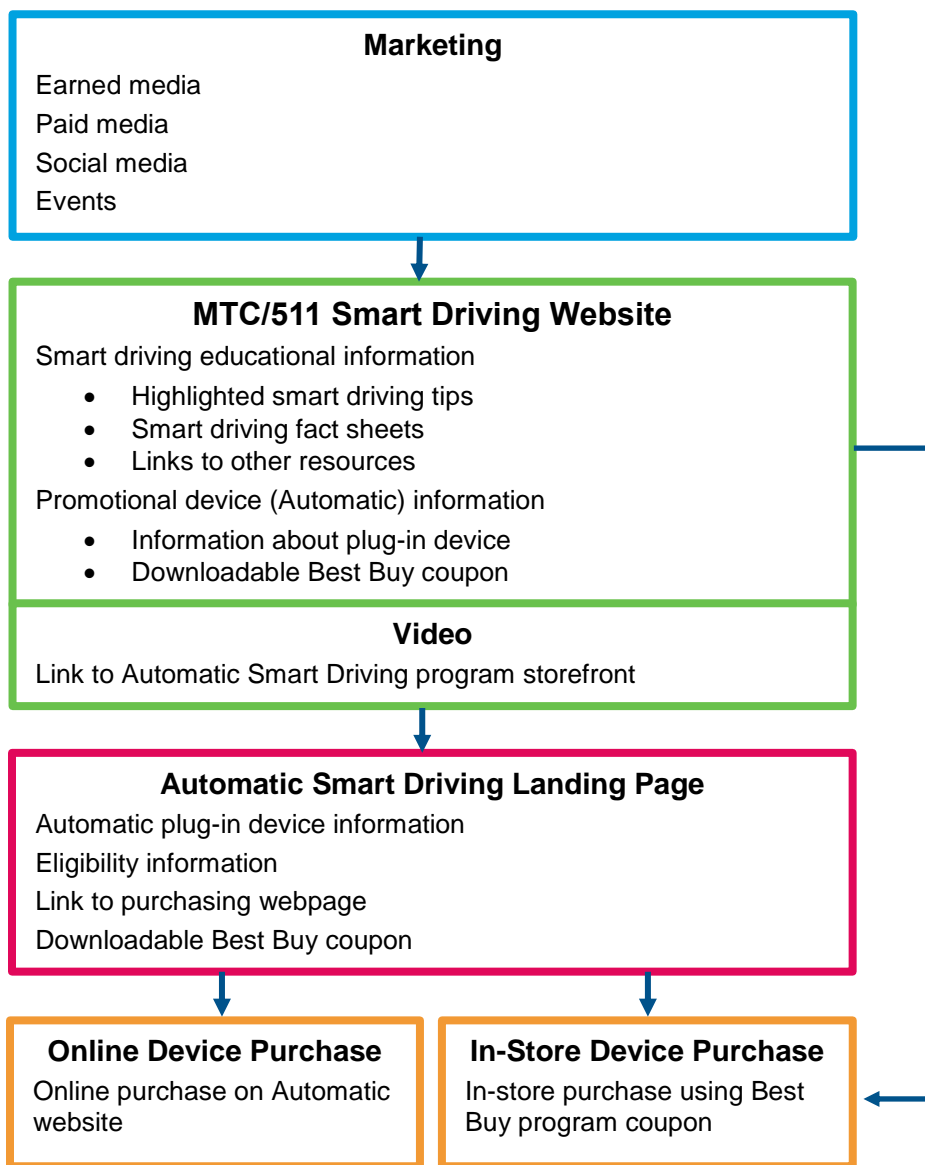 Marketing
Earned media
Paid media
Social media
Events
MTC/511 Smart Driving Website
Smart driving educational information
• Highlighted smart driving tips
• Smart driving fact sheets
• Links to other resources
Promotional device (Automatic) information
• Information about plug-in device
• Downloadable Best Buy coupon
Video
Link to Automatic Smart Driving program storefront
Automatic Smart Driving Landing Page
Automatic plug-in device information
Eligibility information
Link to purchasing webpage
Downloadable Best Buy coupon
Online Device Purchase
Online purchase on Automatic
website
In-Store Device Purchase
In-store purchase using Best
Buy program coupon